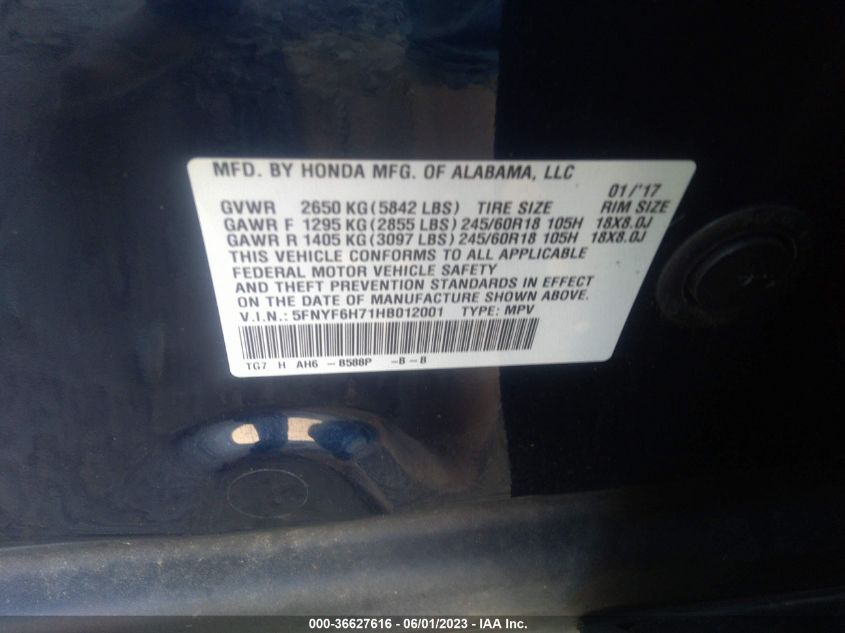 MFD. BY HONDA MFG. OF ALABAMA, LLC
01/'17
GVWR 2650 KG(5842 LBS) TIRE SIZE RIM SIZE
GAWR F 1295 KG(2855 LBS)245/60R18 105H 18X8.0J
GAWR R 1405 KG(3097 LBS)245/60R18 105H 18X8.0J
THIS VEHICLE CONFORMS TO ALL APPLICABLE
FEDERAL MOTOR VEHICLE SAFETY
AND THEFT PREVENTION STANDARDS IN EFFECT
ON THE DATE OF MANUFACTURE SHOWN ABOVE.
V.I.N.: 5FNYF6H71HB012001 TYPE: MPV
TG7 H AH6 -B588P -B-B
000-36627616 - 06/01/2023 - IAA Inc.